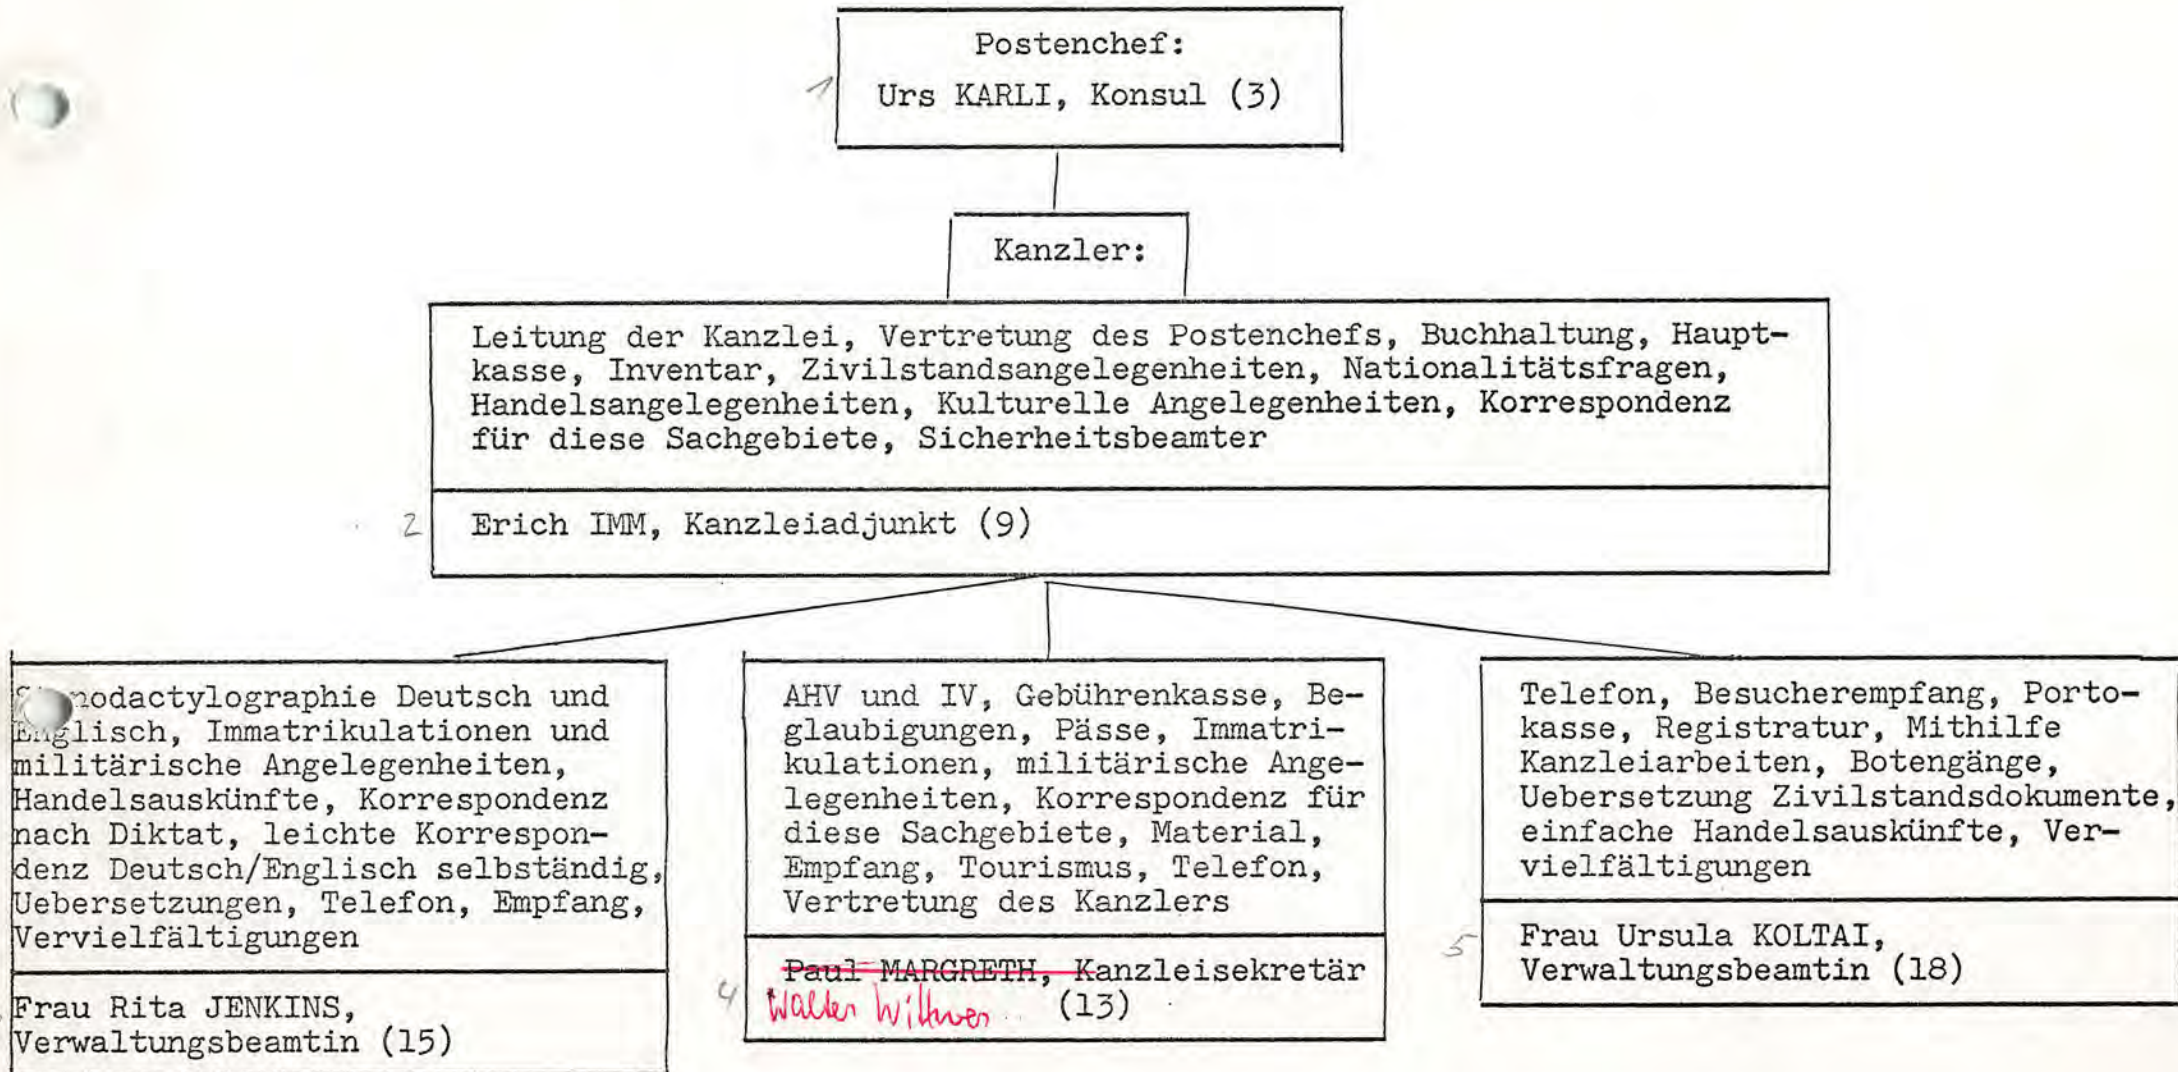 Postenchef:
1
Urs KARLI, Konsul (3)
Kanzler:
Leitung der Kanzlei, Vertretung des Postenchefs, Buchhaltung, Haupt-
kasse, Inventar, Zivilstandsangelegenheiten, Nationalitätsfragen,
Handelsangelegenheiten, Kulturelle Angelegenheiten, Korrespondenz
für diese Sachgebiete, Sicherheitsbeamter
2
Erich IMM, Kanzleiadjunkt (9)
nodactylographie Deutsch und
Englisch, Immatrikulationen und
militärische Angelegenheiten,
Handelsauskünfte, Korrespondenz
nach Diktat, leichte Korrespon-
denz Deutsch/Englisch selbständig,
Uebersetzungen, Telefon, Empfang,
Vervielfältigungen
Frau Rita JENKINS,
Verwaltungsbeamtin (15)
AHV und IV, Gebührenkasse, Be-
glaubigungen, Pässe, Immatri-
kulationen, militärische Ange-
legenheiten, Korrespondenz für
diese Sachgebiete, Material,
Empfang, Tourismus, Telefon,
Vertretung des Kanzlers
4
Paul MARGRETH, Kanzleisekretär
Walter (13)
Telefon, Besucherempfang, Porto-
kasse, Registratur, Mithilfe
Kanzleiarbeiten, Botengänge,
Uebersetzung Zivilstandsdokumente,
einfache Handelsauskünfte, Ver-
vielfältigungen
5
Frau Ursula KOLTAI,
Verwaltungsbeamtin (18)